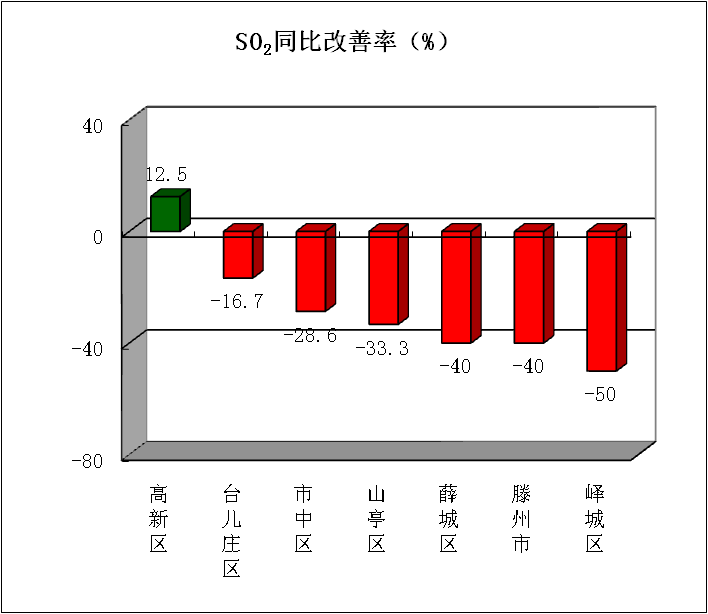 SO₂同比改善率（%）
40
0
-40
-80
12.5
-16.7
-28.6
-33.3
-40
-40
-50
高新区
台儿庄区
市中区
山亭区
薛城区
滕州市
峄城区